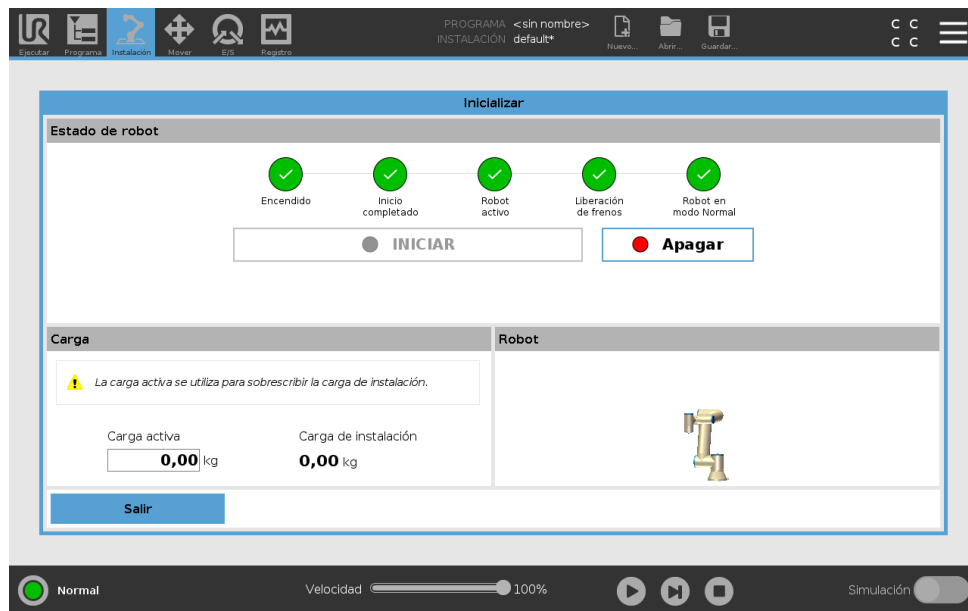 PROGRAMA <sin nombre>
INSTALACIÓN default*
Ejecutar Programa Instalación Mover E/S Registro Nuevo... Abrir... Guardar...
C C
C C
Inicializar
Estado de robot
Encendido
Inicio
completado
Robot
activo
Liberación
de frenos
Robot en
modo Normal
INICIAR
Apagar
Carga
La carga activa se utiliza para sobrescribir la carga de instalación.
Carga activa
0,00 kg
Carga de instalación
0,00 kg
Robot
Salir
Normal
Velocidad 100%
Simulación